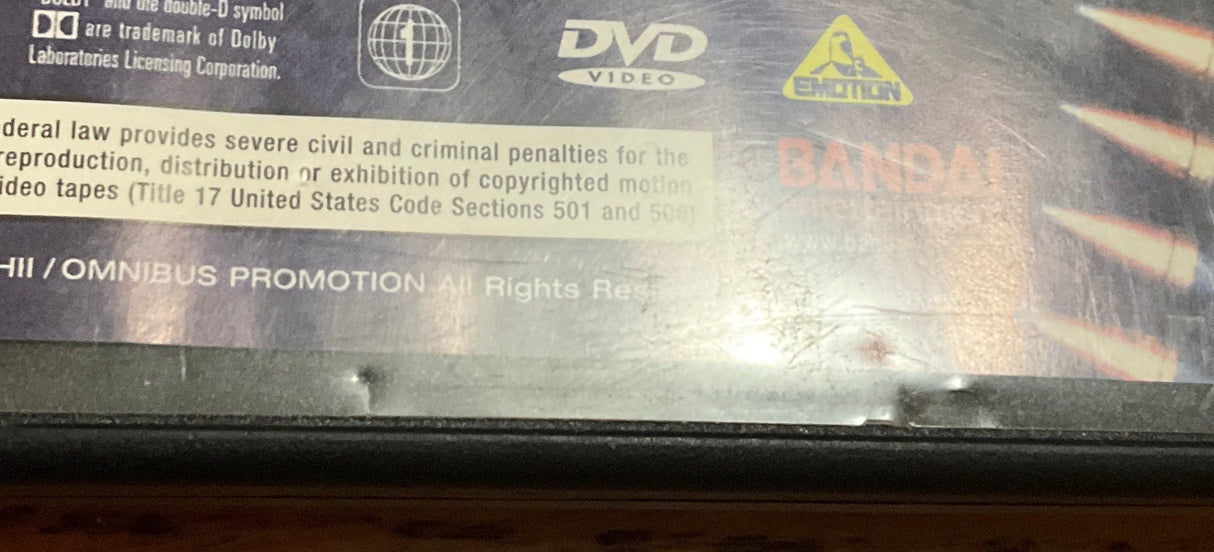 and the double-D symbol
are trademark of Dolby
Laboratories Licensing Corporation.
1
DVD
VIDEO
EMOTION
deral law provides severe civil and criminal penalties for the
reproduction, distribution or exhibition of copyrighted motion
ideo tapes (Title 17 United States Code Sections 501 and 506)
BANDAI
HII / OMNIBUS PROMOTION All Rights Res